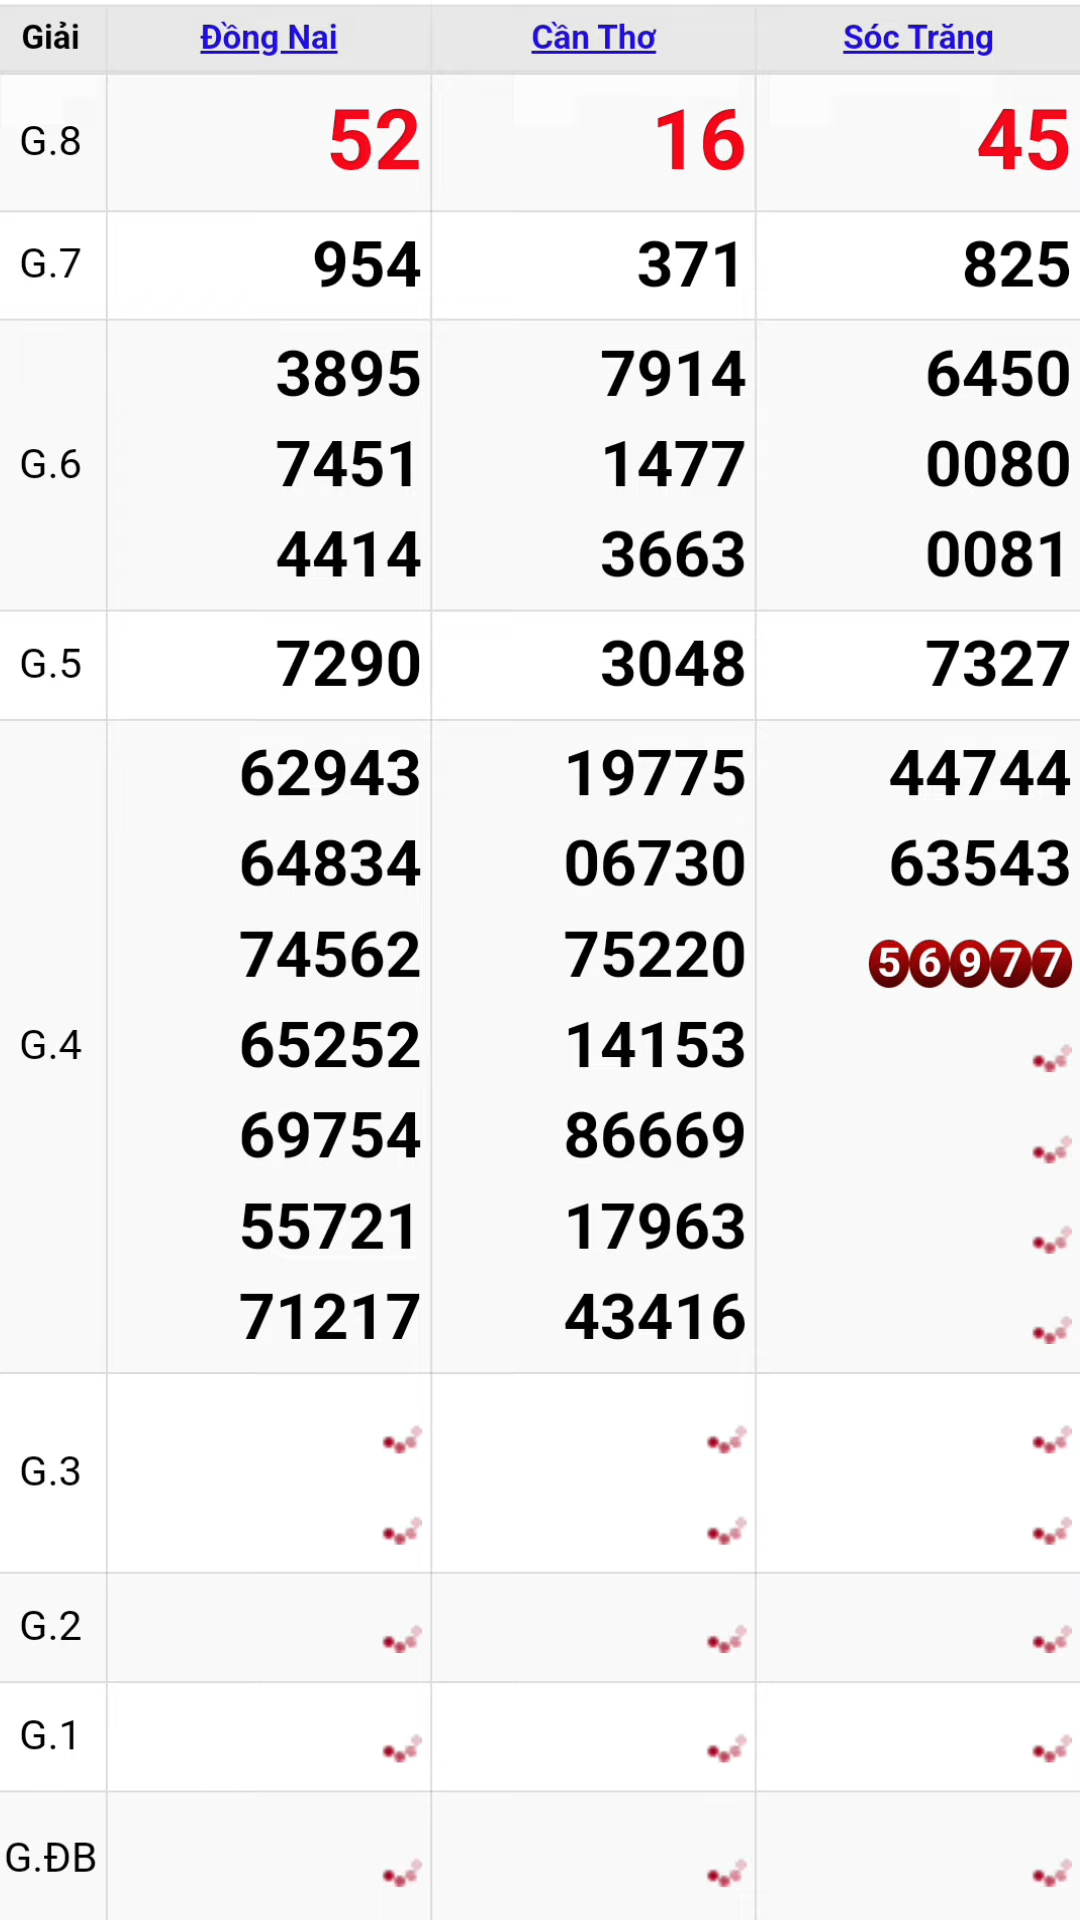 Giải Đồng Nai Cần Thơ Sóc Trăng
G.8 52 16 45
G.7 954 371 825
3895 7914 6450
G.6 7451 1477 0080
4414 3663 0081
G.5 7290 3048 7327
62943 19775 44744
64834 06730 63543
74562 75220 56977
G.4 65252 14153
69754 86669
55721 17963
71217 43416
G.3
G.2
G.1
G.ĐB